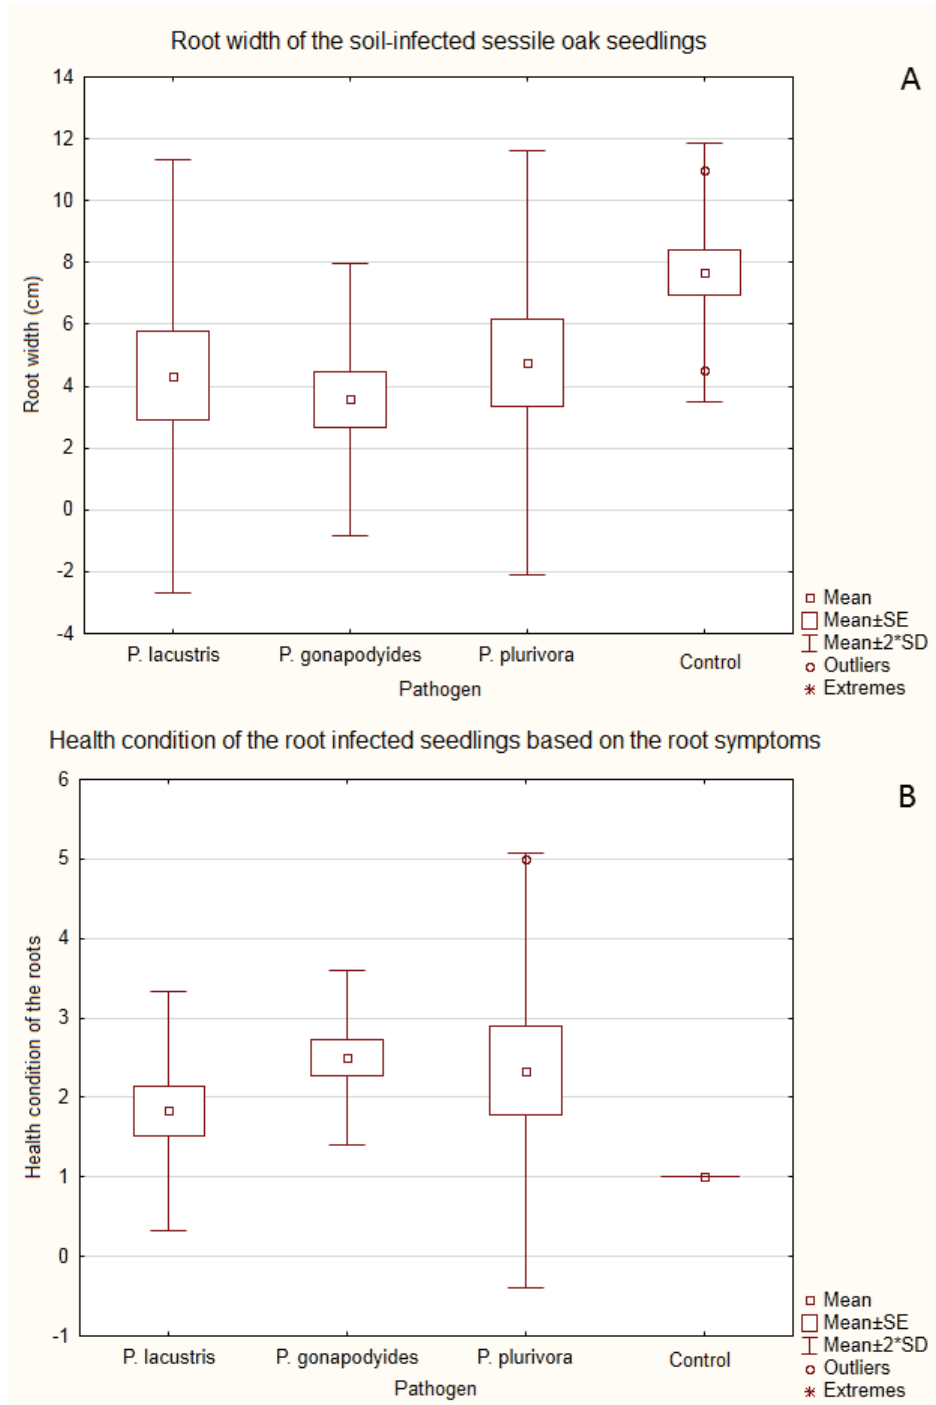 Root width of the soil-infected sessile oak seedlings
A
14
12
10
8
6
4
2
0
-2
-4
Root width (cm)
P. lacustris
P. gonapodyides
P. plurivora
Control
Pathogen
Mean
Mean±SE
Mean±2*SD
Outliers
Extremes
Health condition of the root infected seedlings based on the root symptoms
B
6
5
4
3
2
1
0
-1
Health condition of the roots
P. lacustris
P. gonapodyides
P. plurivora
Control
Pathogen
Mean
Mean±SE
Mean±2*SD
Outliers
Extremes